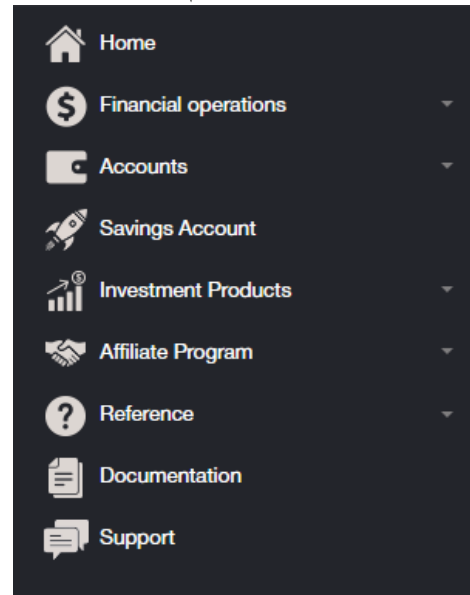 Home
Financial operations
Accounts
Savings Account
Investment Products
Affiliate Program
Reference
Documentation
Support